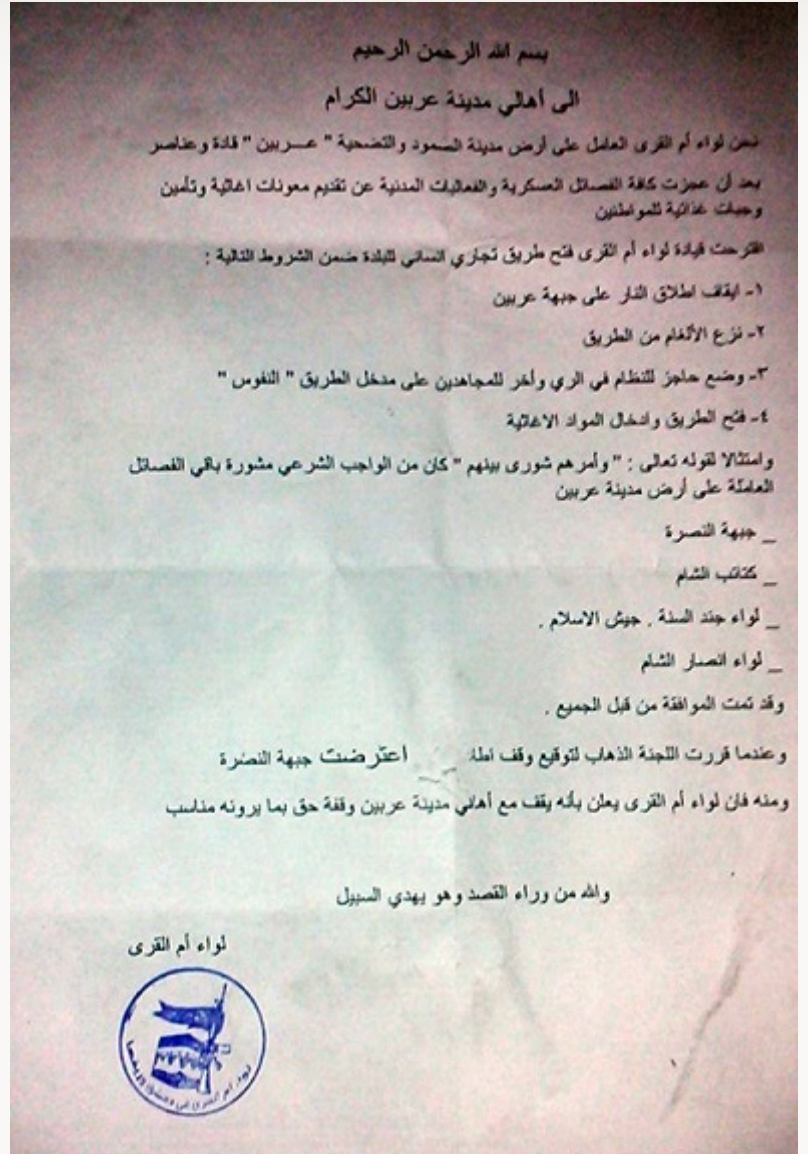 بسم الله الرحمن الرحيم
الى أهالي مدينة عربين الكرام
نحن لواء أم القرى العامل على أرض مدينة الصمود والتضحية " عـــربين " قادة وعناصر
بعد أن عجزت كافة الفصائل العسكرية والفعاليات المدنية عن تقديم معونات اغاثية وتأمين
وجبات غذائية للمواطنين
اقترحت قيادة لواء أم القرى فتح طريق تجاري انساني للبلدة ضمن الشروط التالية :
١- ايقاف اطلاق النار على جبهة عربين
٢- نزع الألغام من الطريق
٣- وضع حاجز للنظام في الري وأخر للمجاهدين على مدخل الطريق " النفوس "
٤- فتح الطريق وادخال المواد الاغاثية
وامتثالا لقوله تعالى : " وأمرهم شورى بينهم " كان من الواجب الشرعي مشورة باقي الفصائل
العاملة على أرض مدينة عربين
_ جبهة النصرة
_ كتائب الشام
_ لواء جند السنة . جيش الاسلام .
_ لواء انصار الشام
وقد تمت الموافقة من قبل الجميع .
وعندما قررت اللجنة الذهاب لتوقيع وقف اطلا اعترضت جبهة النصرة
ومنه فان لواء أم القرى يعلن بأنه يقف مع أهالي مدينة عربين وقفة حق بما يرونه مناسب
والله من وراء القصد وهو يهدي السبيل
لواء أم القرى
لواء أم القرى في دمشق